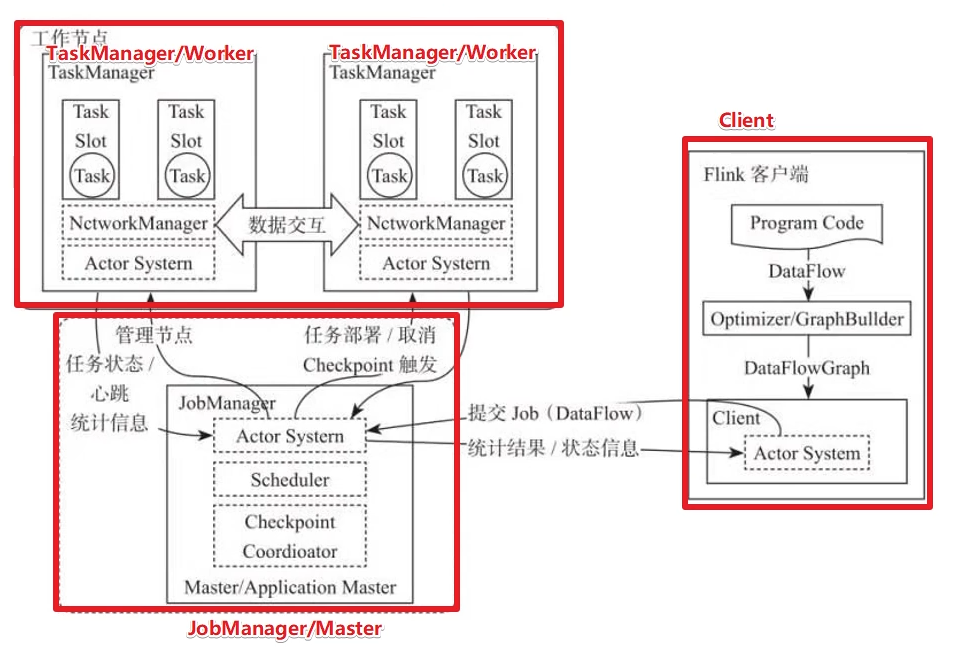 工作节点
TaskManager/Worker
TaskManager/Worker
TaskManager
TaskManager
Task
Slot
Task
Task
Slot
Task
Task
Slot
Task
Task
Slot
Task
NctworkManager
数据交互
NctworkManager
Actor Systern
Actor Systern
Client
Flink 客户端
Program Code
DataFlow
Optimizer/GraphBullder
DataFlowGraph
Client
Actor System
管理节点
任务状态 /
心跳
统计信息
任务部署 / 取消
Checkpoint 触发
JobManager
Actor Systern
Scheduler
Checkpoint
Coordioator
Master/Application Master
提交 Job（DataFlow）
统计结果 / 状态信息
JobManager/Master